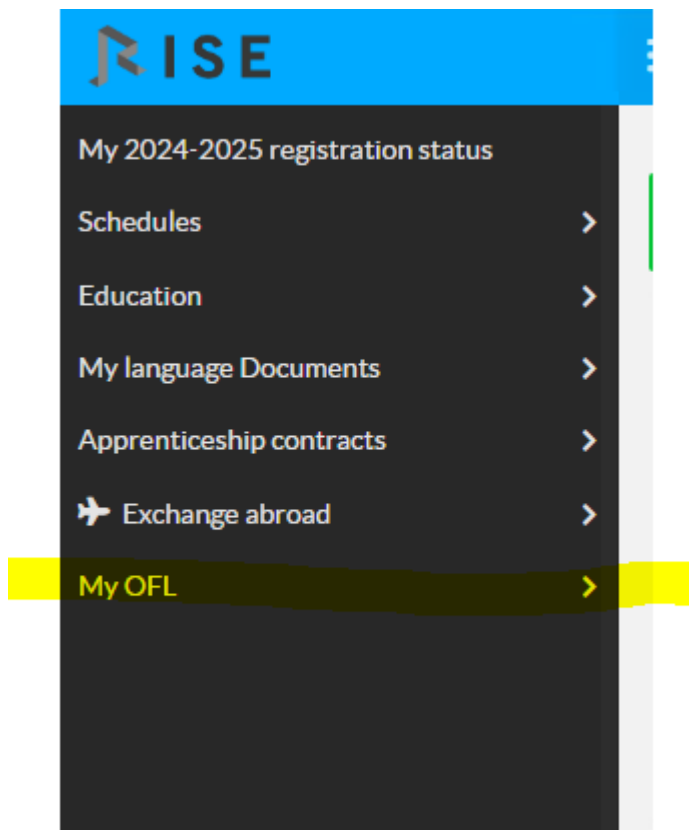 RISE
My 2024-2025 registration status
Schedules
Education
My language Documents
Apprenticeship contracts
Exchange abroad
My OFL